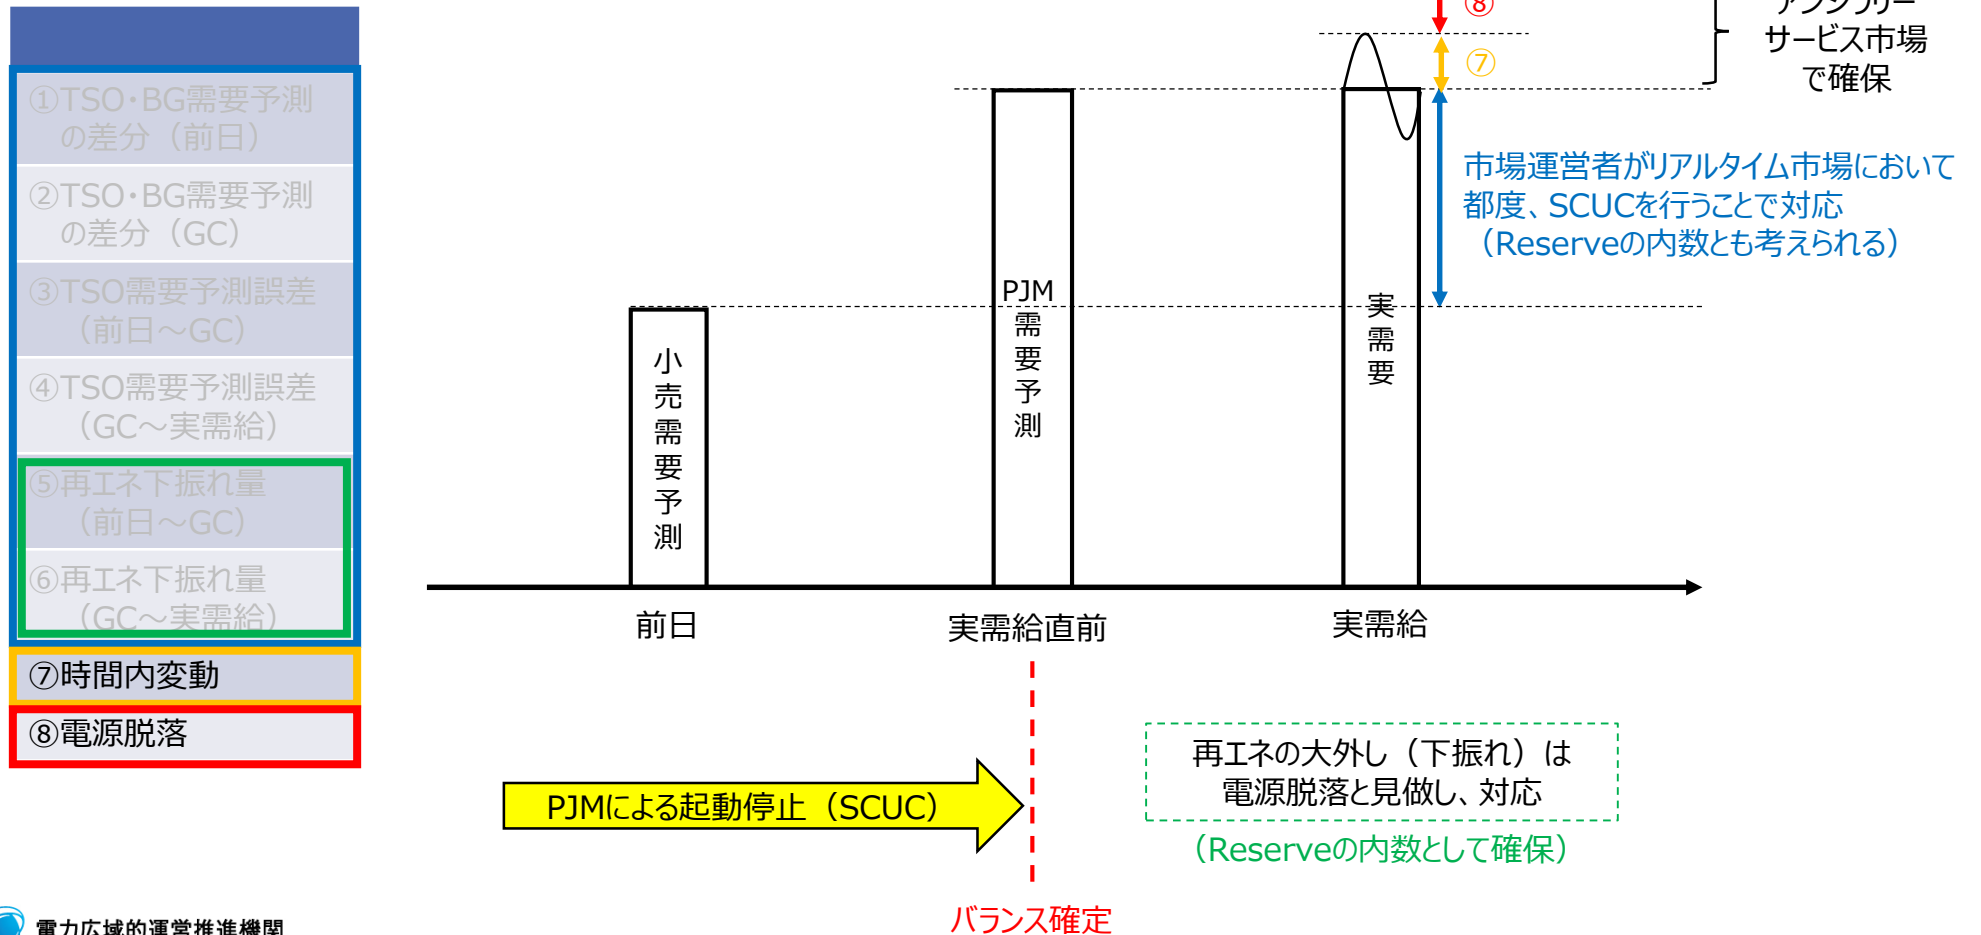 ①TSO・BG需要予測
の差分（前日）
②TSO・BG需要予測
の差分（GC）
③TSO需要予測誤差
（前日～GC）
④TSO需要予測誤差
（GC～実需給）
⑤再エネ下振れ量
（前日～GC）
⑥再エネ下振れ量
（GC～実需給）
⑦時間内変動
⑧電源脱落
⑧
⑦
アンシラリー
サービス市場
で確保
市場運営者がリアルタイム市場において
都度、SCUCを行うことで対応
（Reserveの内数とも考えられる）
小売需要予測
PJM
需要予測
実需要
前日
実需給直前
実需給
PJMによる起動停止（SCUC）
再エネの大外し（下振れ）は
電源脱落と見做し、対応
（Reserveの内数として確保）
バランス確定
電力広域的運営推進機関